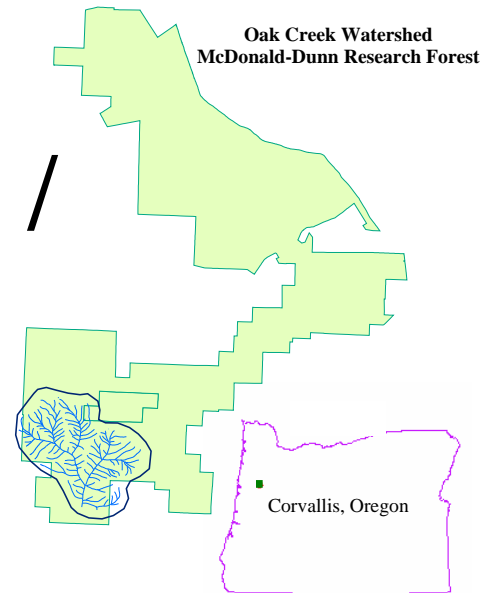 Oak Creek Watershed
McDonald-Dunn Research Forest
Corvallis, Oregon